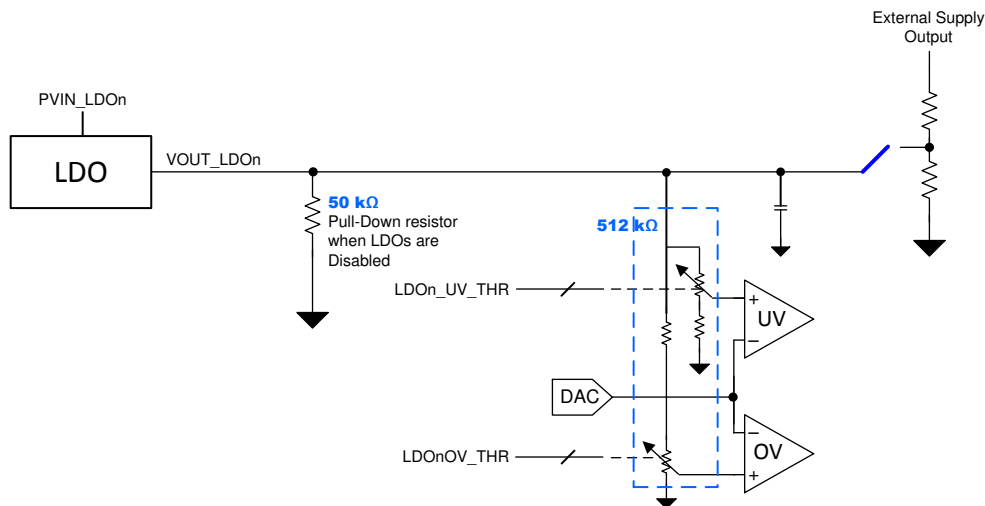 External Supply
Output
PVIN_LDOn
LDO
VOUT_LDOn
50 kΩ
Pull-Down resistor
when LDOs are
Disabled
512 kΩ
LDOn_UV_THR
+
UV
−
DAC
−
OV
LDOnOV_THR
+